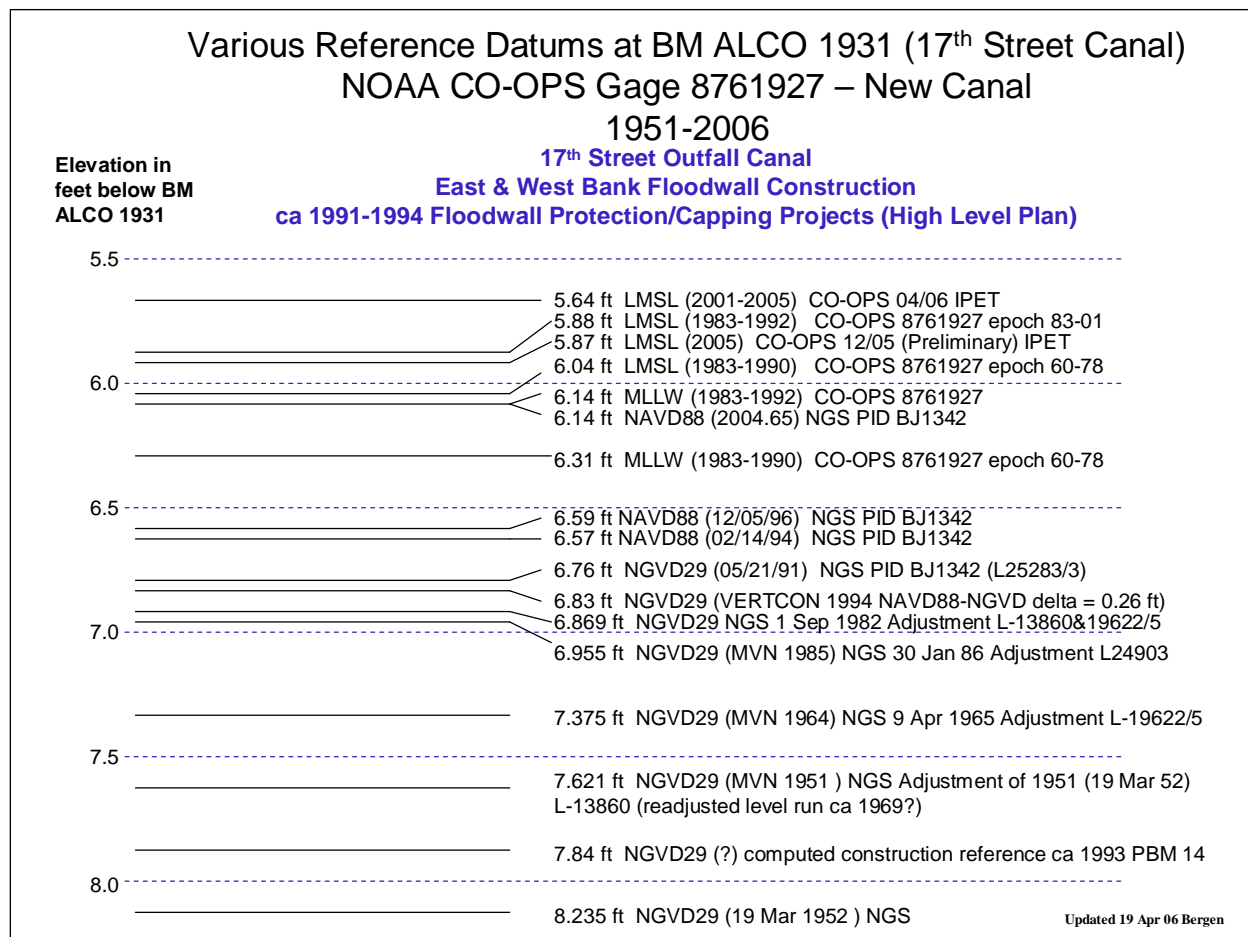 Various Reference Datums at BM ALCO 1931 (17th Street Canal)
NOAA CO-OPS Gage 8761927 – New Canal
1951-2006
17th Street Outfall Canal
East & West Bank Floodwall Construction
ca 1991-1994 Floodwall Protection/Capping Projects (High Level Plan)
Elevation in
feet below BM
ALCO 1931
5.5
5.64 ft LMSL (2001-2005) CO-OPS 04/06 IPET
5.88 ft LMSL (1983-1992) CO-OPS 8761927 epoch 83-01
5.87 ft LMSL (2005) CO-OPS 12/05 (Preliminary) IPET
6.04 ft LMSL (1983-1990) CO-OPS 8761927 epoch 60-78
6.0
6.14 ft MLLW (1983-1992) CO-OPS 8761927
6.14 ft NAVD88 (2004.65) NGS PID BJ1342
6.31 ft MLLW (1983-1990) CO-OPS 8761927 epoch 60-78
6.5
6.59 ft NAVD88 (12/05/96) NGS PID BJ1342
6.57 ft NAVD88 (02/14/94) NGS PID BJ1342
6.76 ft NGVD29 (05/21/91) NGS PID BJ1342 (L25283/3)
6.83 ft NGVD29 (VERTCON 1994 NAVD88-NGVD delta = 0.26 ft)
6.869 ft NGVD29 NGS 1 Sep 1982 Adjustment L-13860&19622/5
7.0
6.955 ft NGVD29 (MVN 1985) NGS 30 Jan 86 Adjustment L24903
7.375 ft NGVD29 (MVN 1964) NGS 9 Apr 1965 Adjustment L-19622/5
7.5
7.621 ft NGVD29 (MVN 1951 ) NGS Adjustment of 1951 (19 Mar 52)
L-13860 (readjusted level run ca 1969?)
7.84 ft NGVD29 (?) computed construction reference ca 1993 PBM 14
8.0
8.235 ft NGVD29 (19 Mar 1952 ) NGS
Updated 19 Apr 06 Bergen